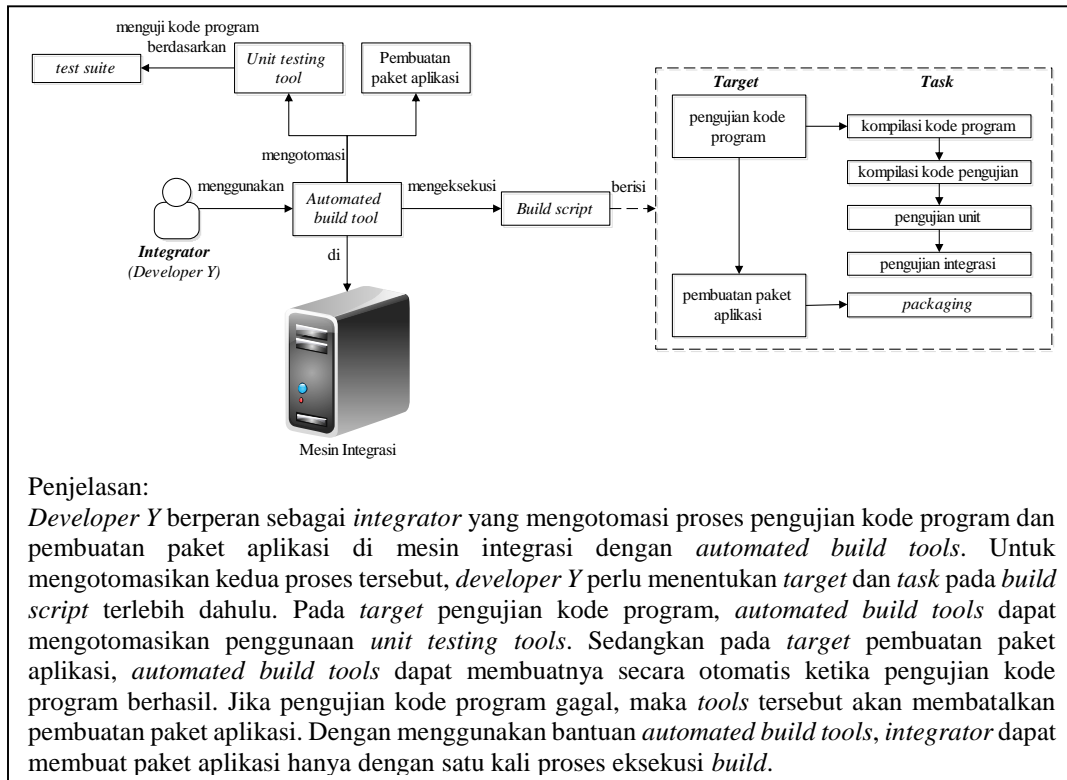 menguji kode program
berdasarkan
test suite
Unit testing
tool
Pembuatan
paket aplikasi
mengotomasi
menggunakan
Automated
build tool
mengeksekusi
Build script
berisi
Integrator
(Developer Y)
di
Mesin Integrasi
Target
Task
pengujian kode
program
kompilasi kode program
kompilasi kode pengujian
pengujian unit
pengujian integrasi
pembuatan paket
aplikasi
packaging
Penjelasan:
Developer Y berperan sebagai integrator yang mengotomasi proses pengujian kode program dan
pembuatan paket aplikasi di mesin integrasi dengan automated build tools. Untuk
mengotomasikan kedua proses tersebut, developer Y perlu menentukan target dan task pada build
script terlebih dahulu. Pada target pengujian kode program, automated build tools dapat
mengotomasikan penggunaan unit testing tools. Sedangkan pada target pembuatan paket
aplikasi, automated build tools dapat membuatnya secara otomatis ketika pengujian kode
program berhasil. Jika pengujian kode program gagal, maka tools tersebut akan membatalkan
pembuatan paket aplikasi. Dengan menggunakan bantuan automated build tools, integrator dapat
membuat paket aplikasi hanya dengan satu kali proses eksekusi build.